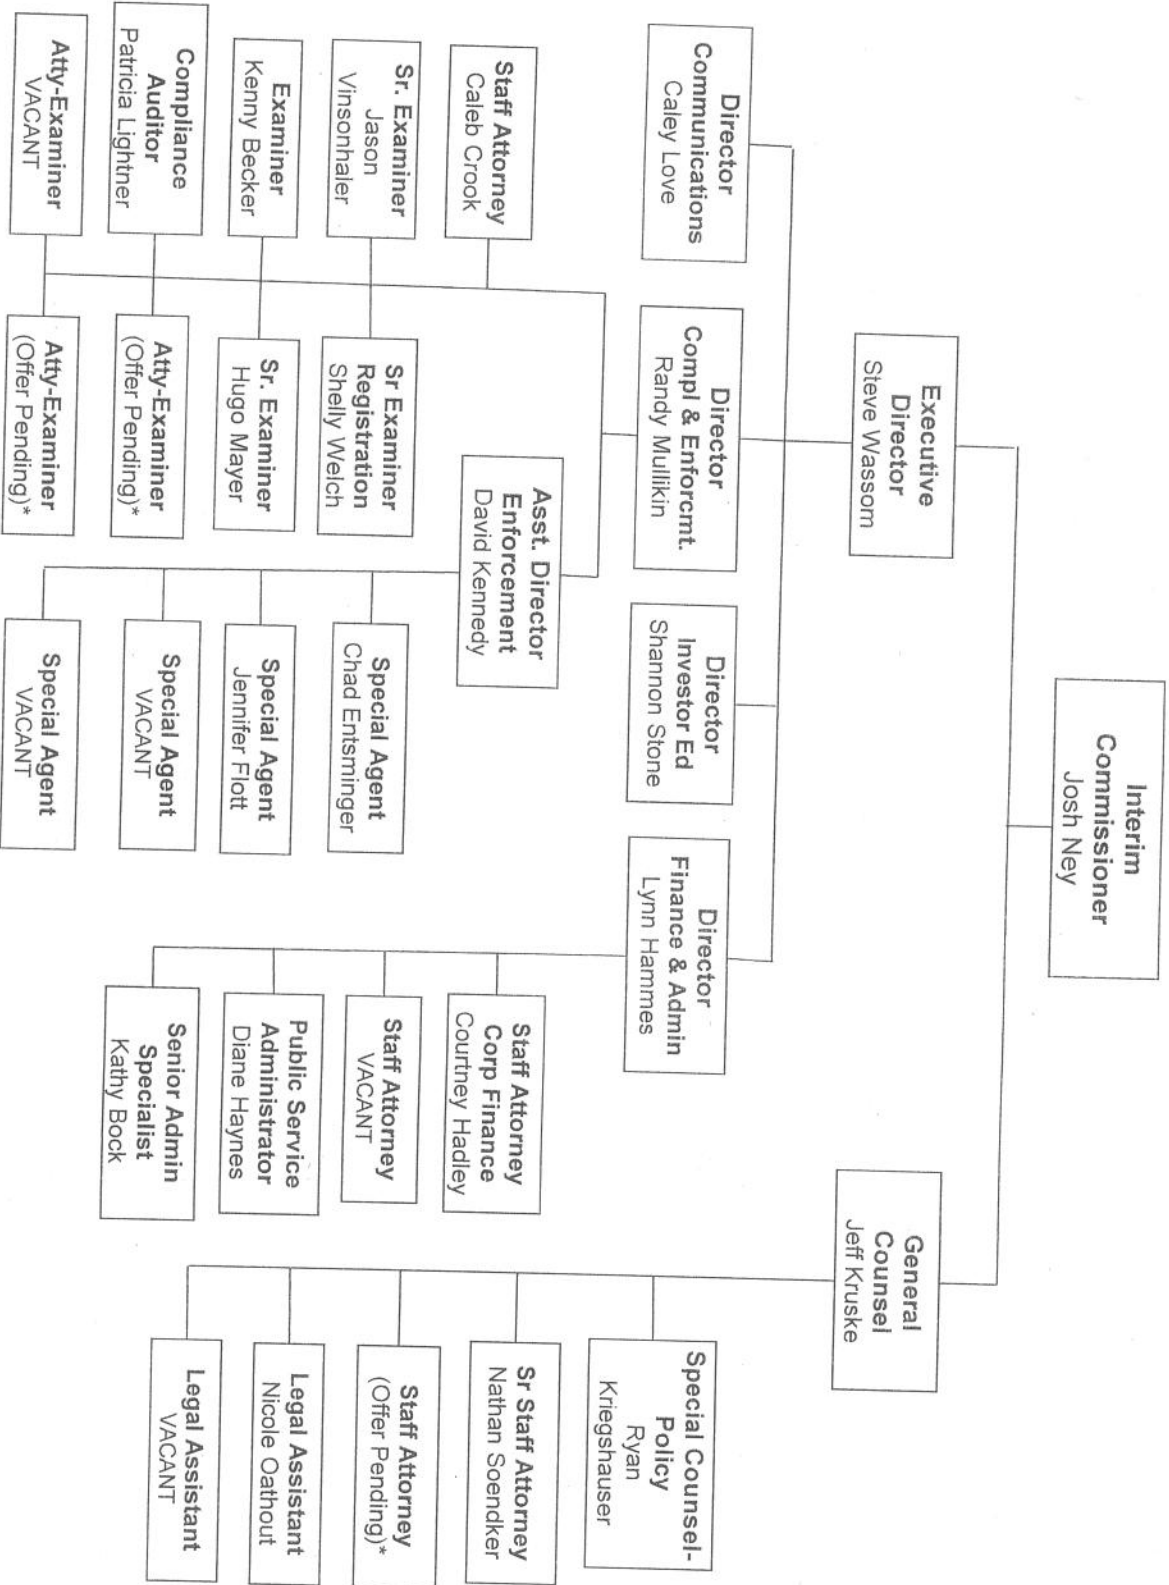 Interim
Commissioner
Josh Ney
Executive
Director
Steve Wassom
General
Counsel
Jeff Kruske
Director
Communications
Caley Love
Director
Compl & Enforcmt.
Randy Mullikin
Director
Investor Ed
Shannon Stone
Director
Finance & Admin
Lynn Hammes
Staff Attorney
Caleb Crook
Sr. Examiner
Jason
Vinsonhaler
Examiner
Kenny Becker
Compliance
Auditor
Patricia Lightner
Atty-Examiner
VACANT
Sr Examiner
Registration
Shelly Welch
Sr. Examiner
Hugo Mayer
Atty-Examiner
(Offer Pending)*
Atty-Examiner
(Offer Pending)*
Asst. Director
Enforcement
David Kennedy
Special Agent
Chad Entsminger
Special Agent
Jennifer Flott
Special Agent
VACANT
Special Agent
VACANT
Staff Attorney
Corp Finance
Courtney Hadley
Staff Attorney
VACANT
Public Service
Administrator
Diane Haynes
Senior Admin
Specialist
Kathy Bock
Special Counsel-
Policy
Ryan
Kriegshauser
Sr Staff Attorney
Nathan Soendker
Staff Attorney
(Offer Pending)*
Legal Assistant
Nicole Oathout
Legal Assistant
VACANT